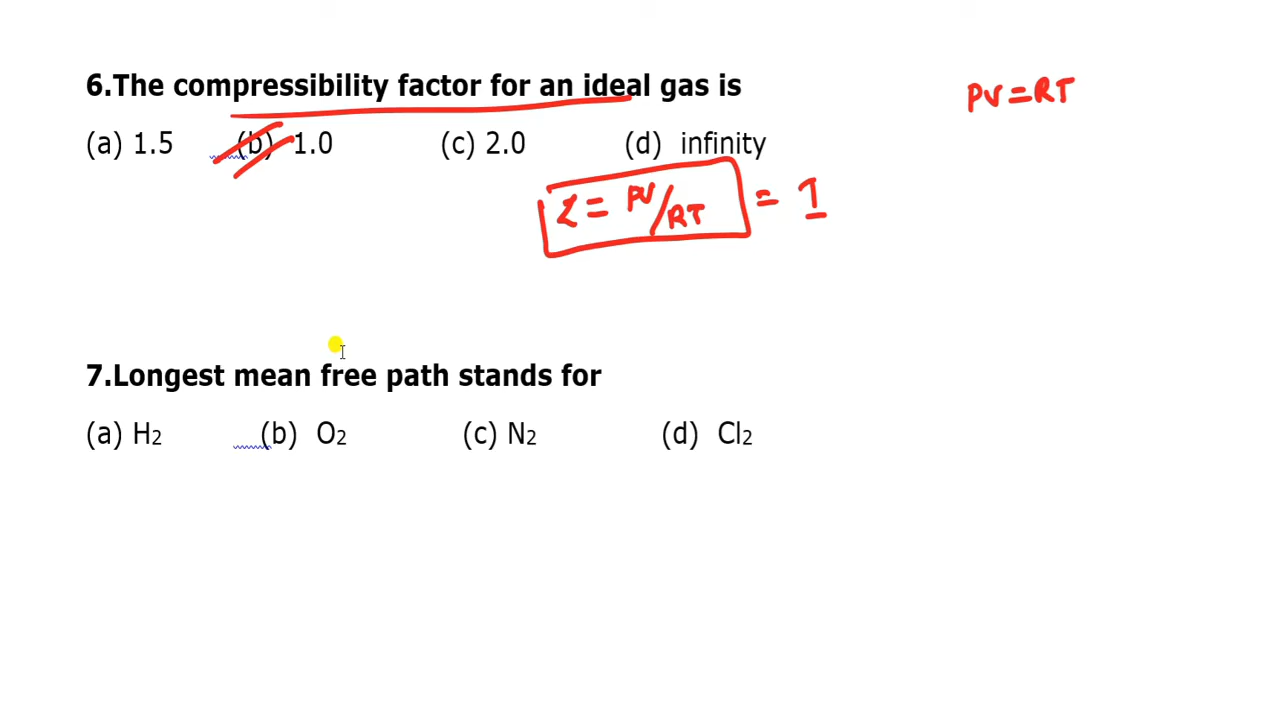 6.The compressibility factor for an ideal gas is
PV=RT
(a) 1.5 (b) 1.0 (c) 2.0 (d) infinity
Z = PV/RT = 1
7.Longest mean free path stands for
(a) H2 (b) O2 (c) N2 (d) Cl2